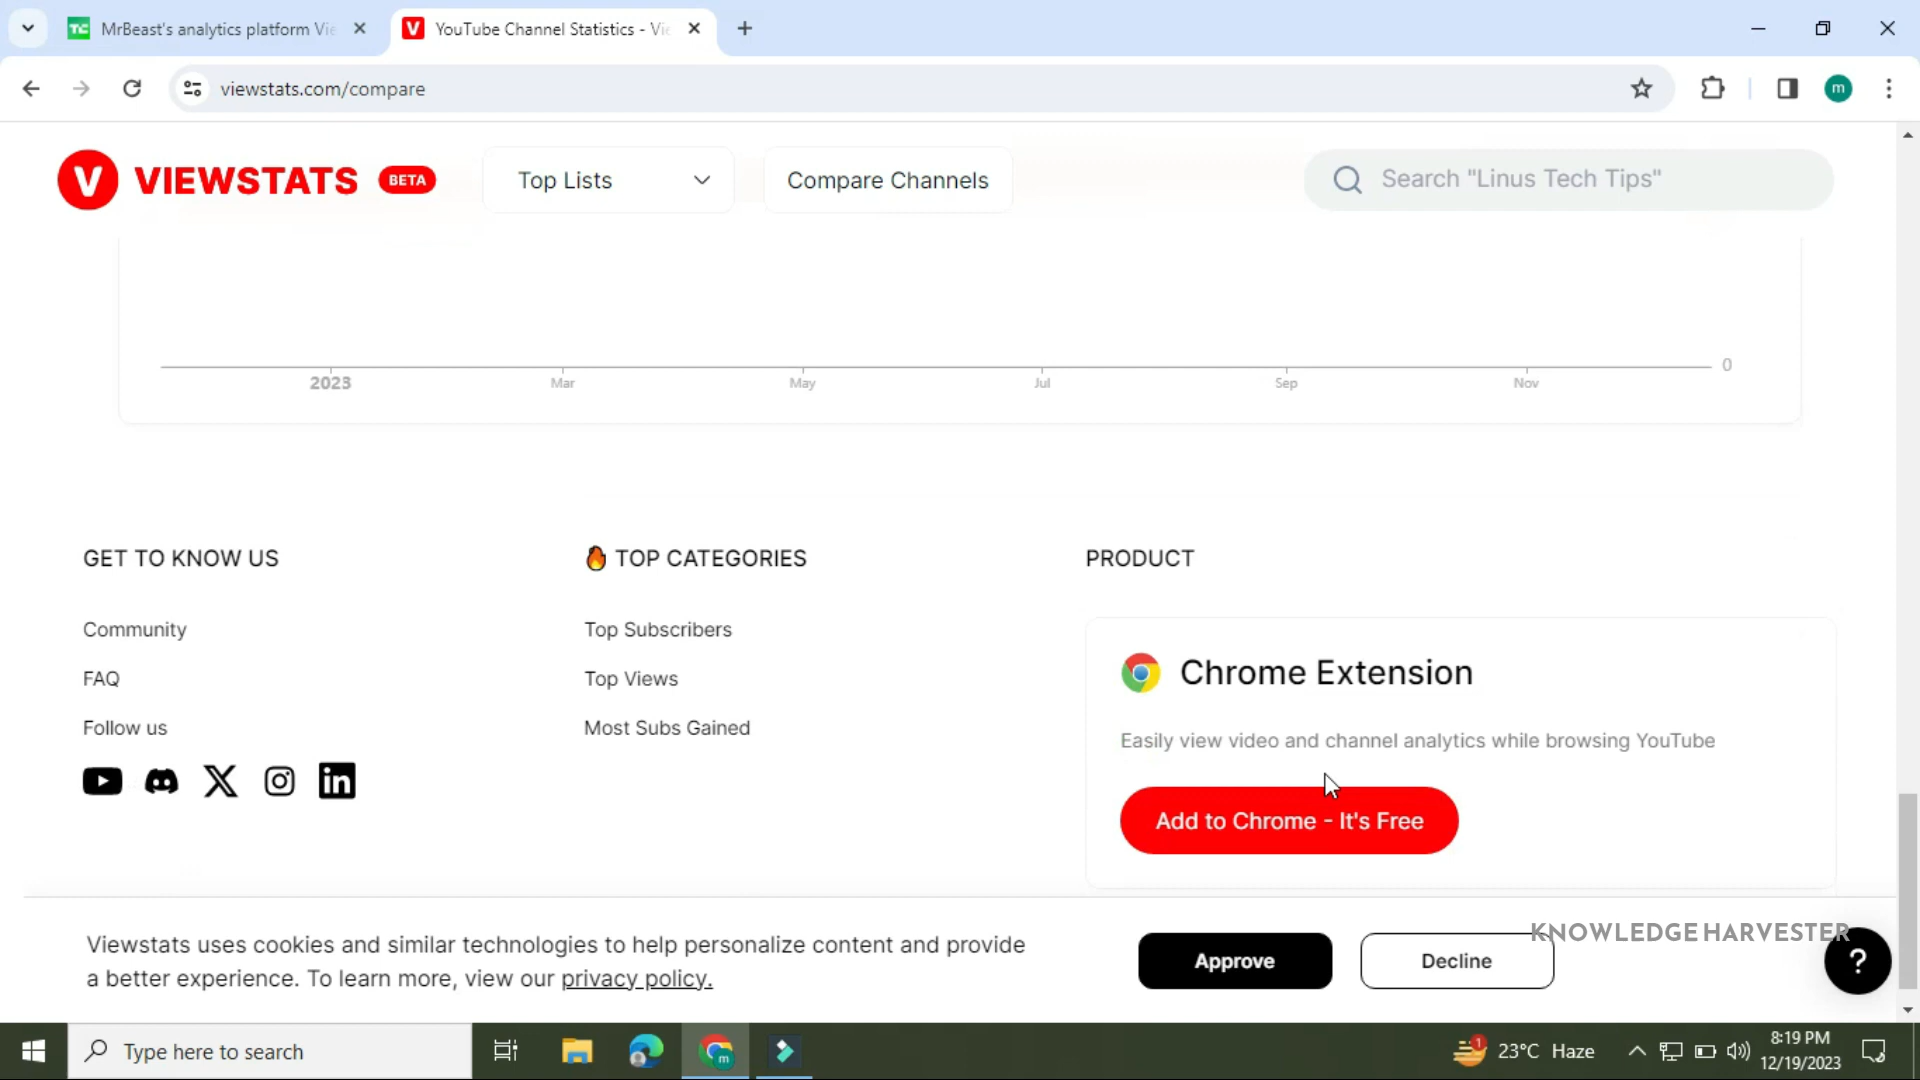 MrBeast's analytics platform Vie
YouTube Channel Statistics - Vie
viewstats.com/compare
m
V VIEWSTATS BETA
Top Lists
Compare Channels
Search "Linus Tech Tips"
0
2023 Mar May Jul Sep Nov
GET TO KNOW US
Community
FAQ
Follow us
in
TOP CATEGORIES
Top Subscribers
Top Views
Most Subs Gained
PRODUCT
Chrome Extension
Easily view video and channel analytics while browsing YouTube
Add to Chrome - It's Free
Viewstats uses cookies and similar technologies to help personalize content and provide
a better experience. To learn more, view our privacy policy.
Approve
Decline
KNOWLEDGE HARVESTER
?
Type here to search
m
1
23°C Haze
8:19 PM
12/19/2023